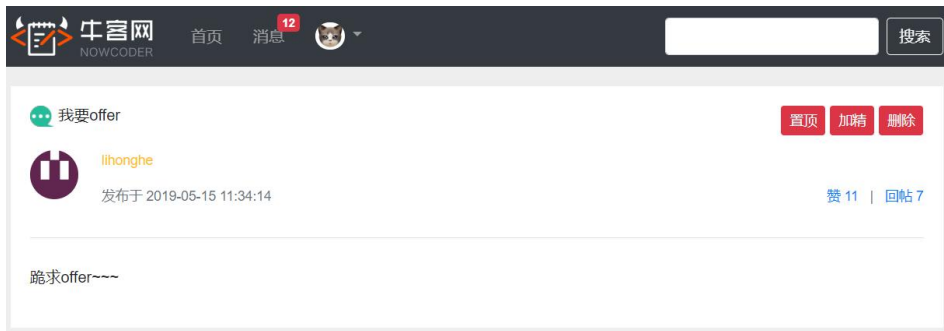 牛客网
NOWCODER
首页 消息 12 搜索
我要offer 置顶 加精 删除
lihonghe
发布于 2019-05-15 11:34:14 赞 11 | 回帖 7
跪求offer~~~